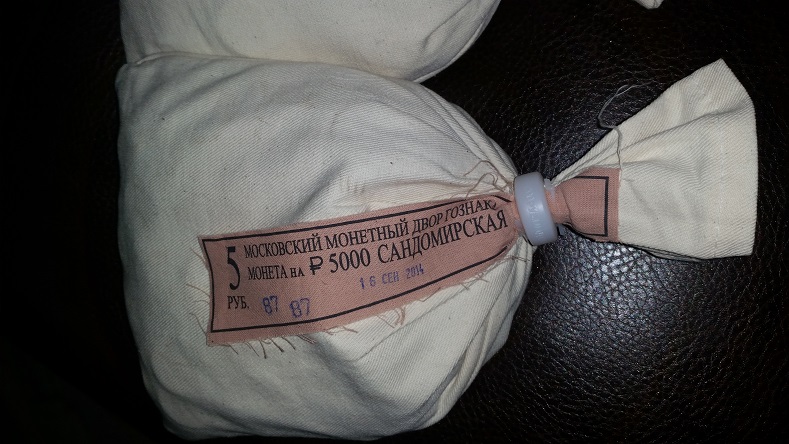 5 МОСКОВСКИЙ МОНЕТНЫЙ ДВОР ГОЗНАКА
МОНЕТА НА ₽ 5000 САНДОМИРСКАЯ
РУБ. 87 87 16 СЕН 2014